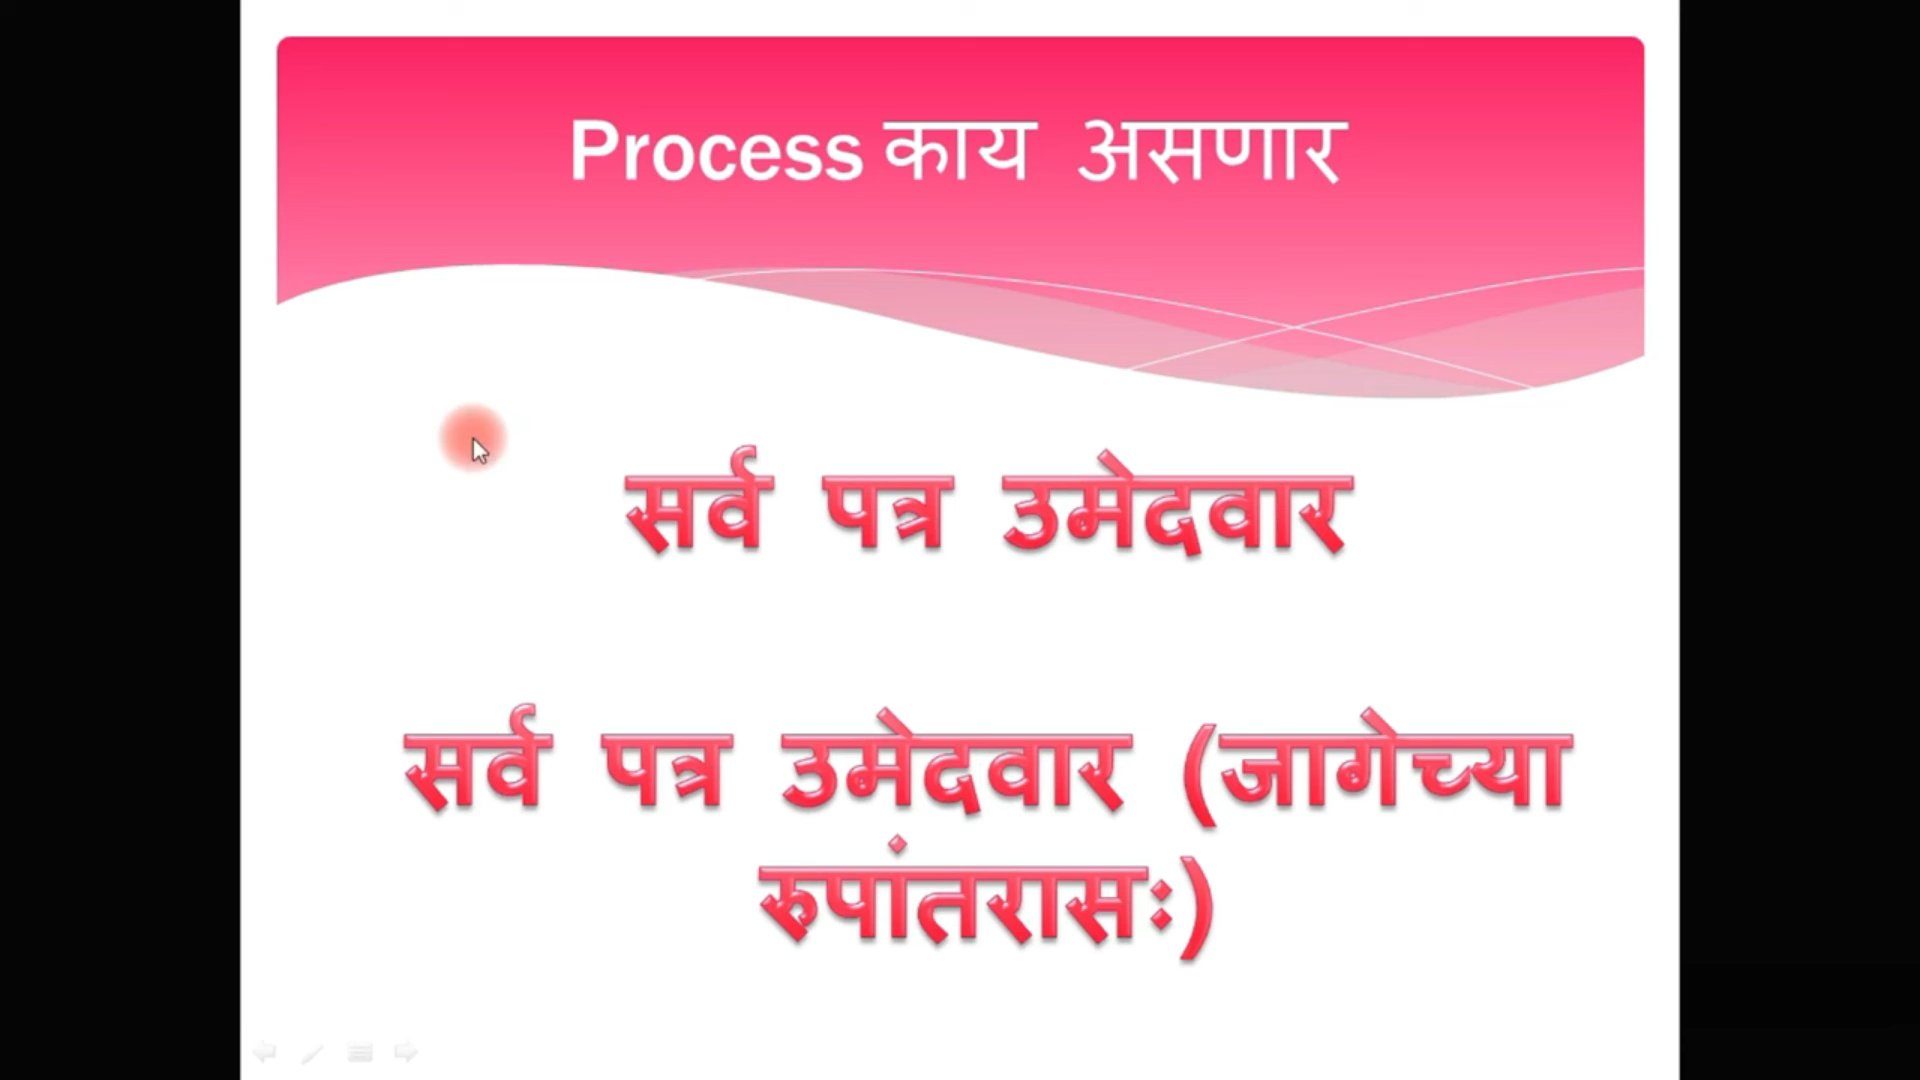 Process काय असणार
सर्व पत्र उमेदवार
सर्व पत्र उमेदवार (जागेच्या
रुपांतरासः)